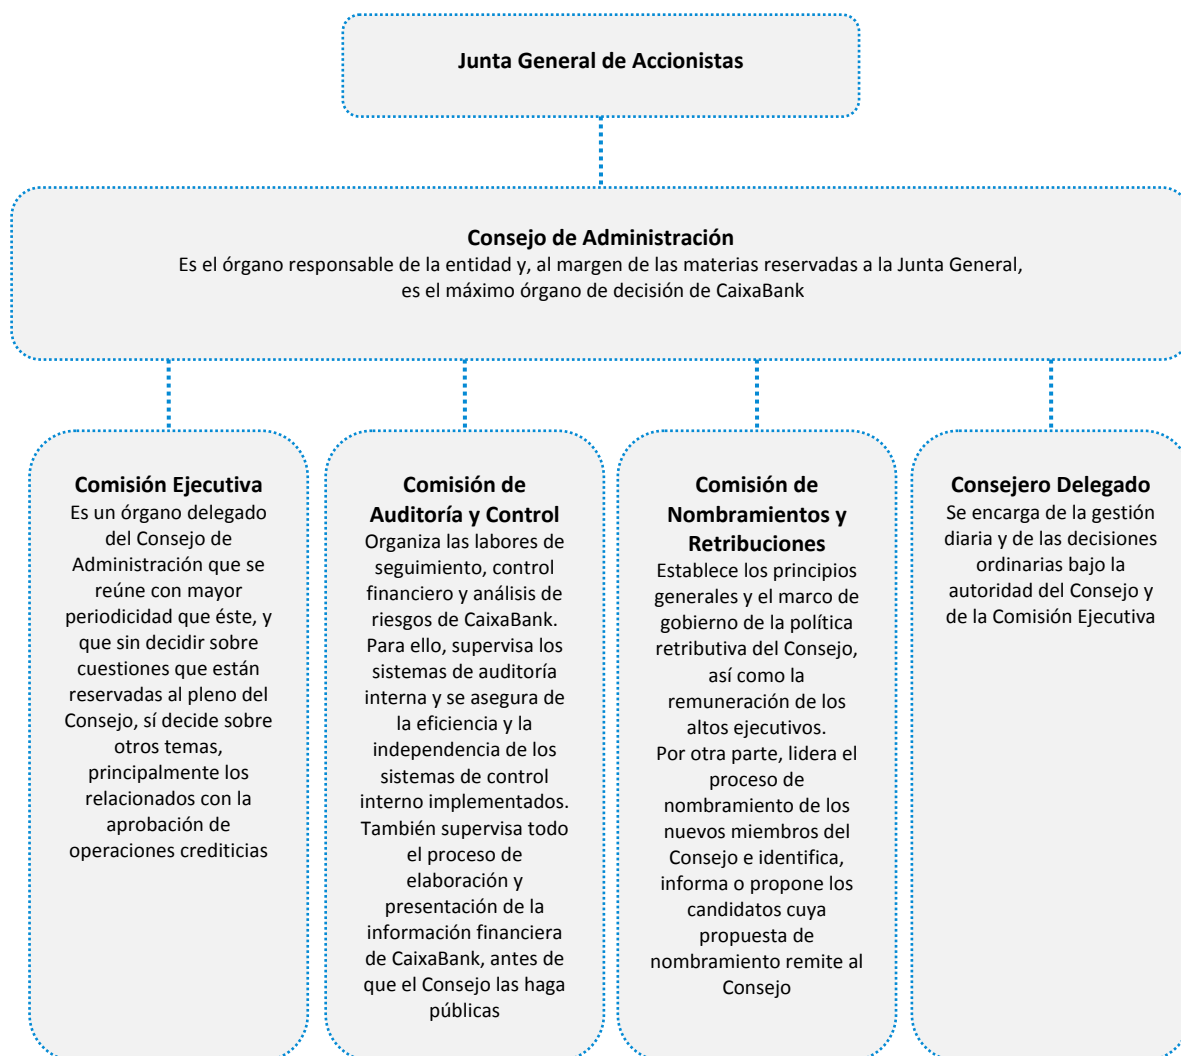 Junta General de Accionistas
Consejo de Administración
Es el órgano responsable de la entidad y, al margen de las materias reservadas a la Junta General,
es el máximo órgano de decisión de CaixaBank
Comisión Ejecutiva
Es un órgano delegado
del Consejo de
Administración que se
reúne con mayor
periodicidad que éste, y
que sin decidir sobre
cuestiones que están
reservadas al pleno del
Consejo, sí decide sobre
otros temas,
principalmente los
relacionados con la
aprobación de
operaciones crediticias
Comisión de
Auditoría y Control
Organiza las labores de
seguimiento, control
financiero y análisis de
riesgos de CaixaBank.
Para ello, supervisa los
sistemas de auditoría
interna y se asegura de
la eficiencia y la
independencia de los
sistemas de control
interno implementados.
También supervisa todo
el proceso de
elaboración y
presentación de la
información financiera
de CaixaBank, antes de
que el Consejo las haga
públicas
Comisión de
Nombramientos y
Retribuciones
Establece los principios
generales y el marco de
gobierno de la política
retributiva del Consejo,
así como la
remuneración de los
altos ejecutivos.
Por otra parte, lidera el
proceso de
nombramiento de los
nuevos miembros del
Consejo e identifica,
informa o propone los
candidatos cuya
propuesta de
nombramiento remite al
Consejo
Consejero Delegado
Se encarga de la gestión
diaria y de las decisiones
ordinarias bajo la
autoridad del Consejo y
de la Comisión Ejecutiva